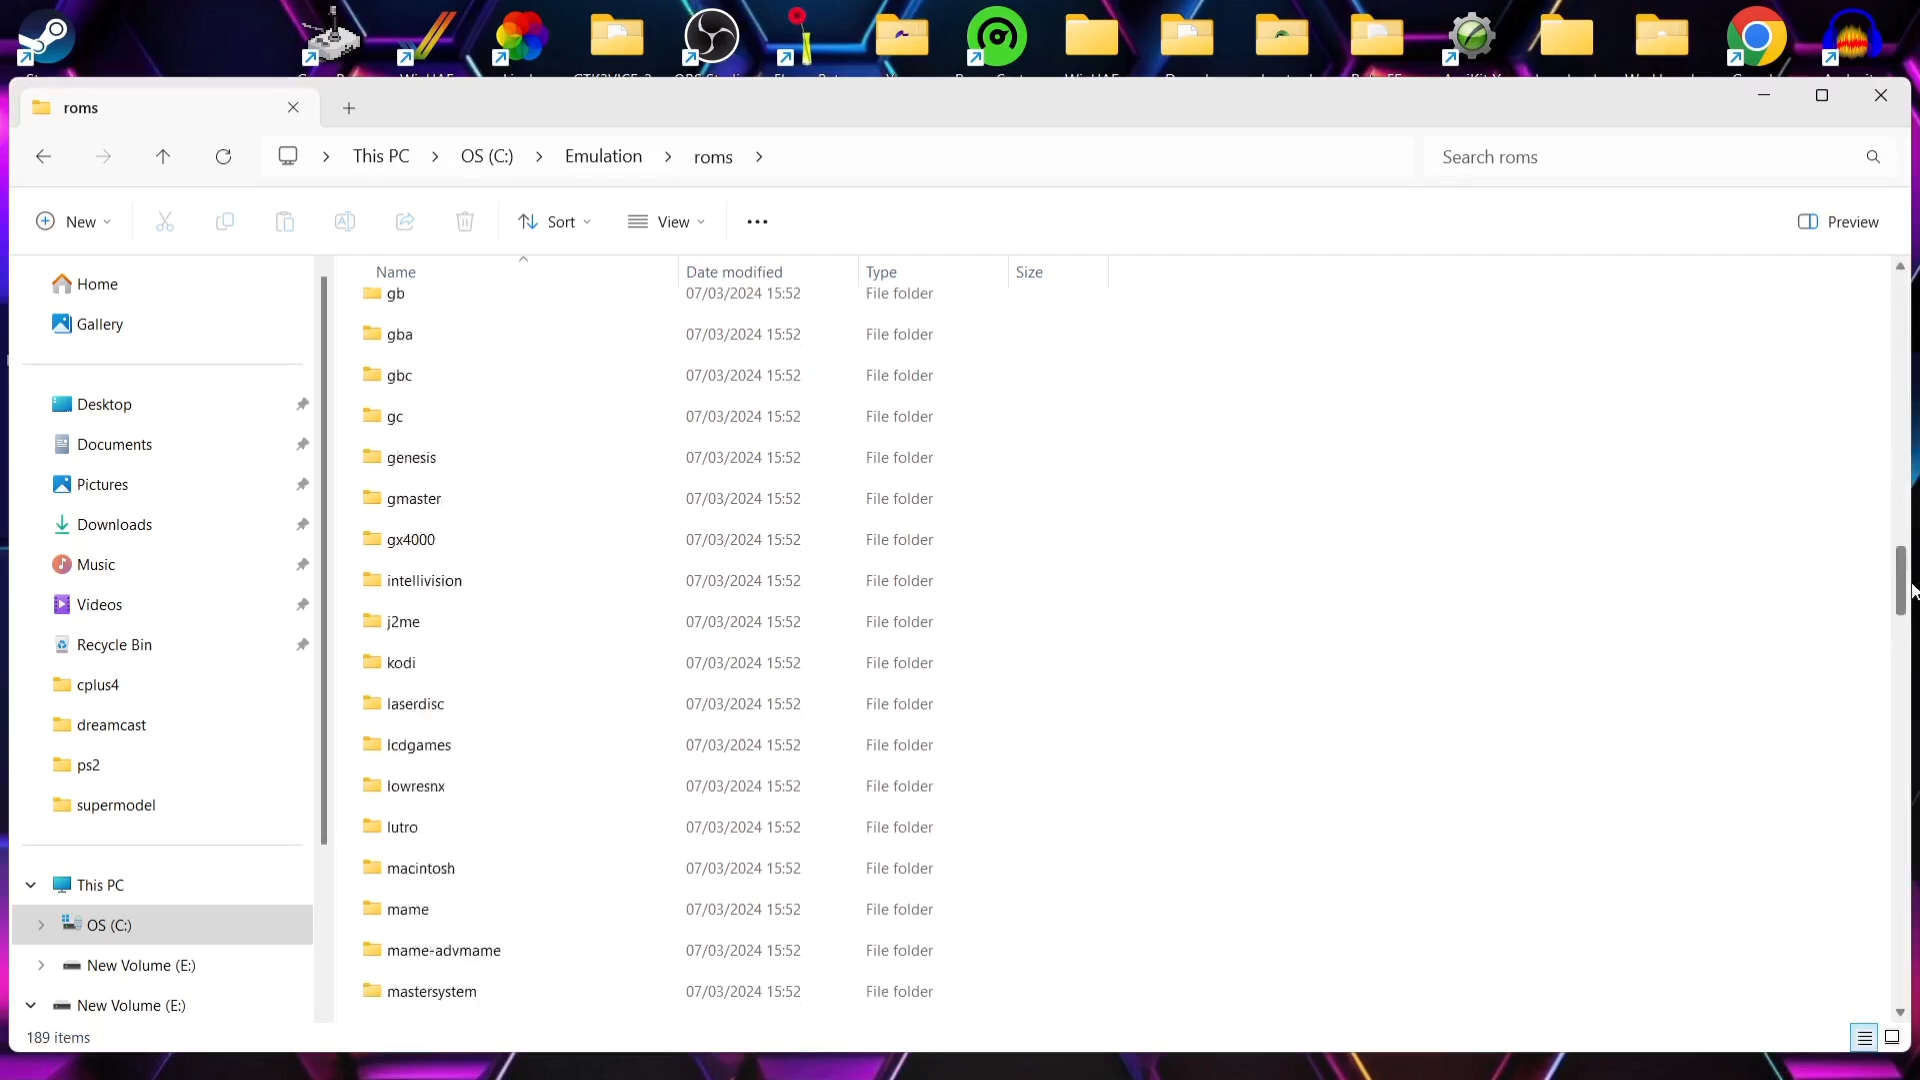 roms
This PC
OS (C:)
Emulation
roms
Search roms
New
Sort
View
Preview
Home
Gallery
Desktop
Documents
Pictures
Downloads
Music
Videos
Recycle Bin
cplus4
dreamcast
ps2
supermodel
This PC
OS (C:)
New Volume (E:)
New Volume (E:)
Name Date modified Type Size
gb 07/03/2024 15:52 File folder
gba 07/03/2024 15:52 File folder
gbc 07/03/2024 15:52 File folder
gc 07/03/2024 15:52 File folder
genesis 07/03/2024 15:52 File folder
gmaster 07/03/2024 15:52 File folder
gx4000 07/03/2024 15:52 File folder
intellivision 07/03/2024 15:52 File folder
j2me 07/03/2024 15:52 File folder
kodi 07/03/2024 15:52 File folder
laserdisc 07/03/2024 15:52 File folder
lcdgames 07/03/2024 15:52 File folder
lowresnx 07/03/2024 15:52 File folder
lutro 07/03/2024 15:52 File folder
macintosh 07/03/2024 15:52 File folder
mame 07/03/2024 15:52 File folder
mame-advmame 07/03/2024 15:52 File folder
mastersystem 07/03/2024 15:52 File folder
189 items